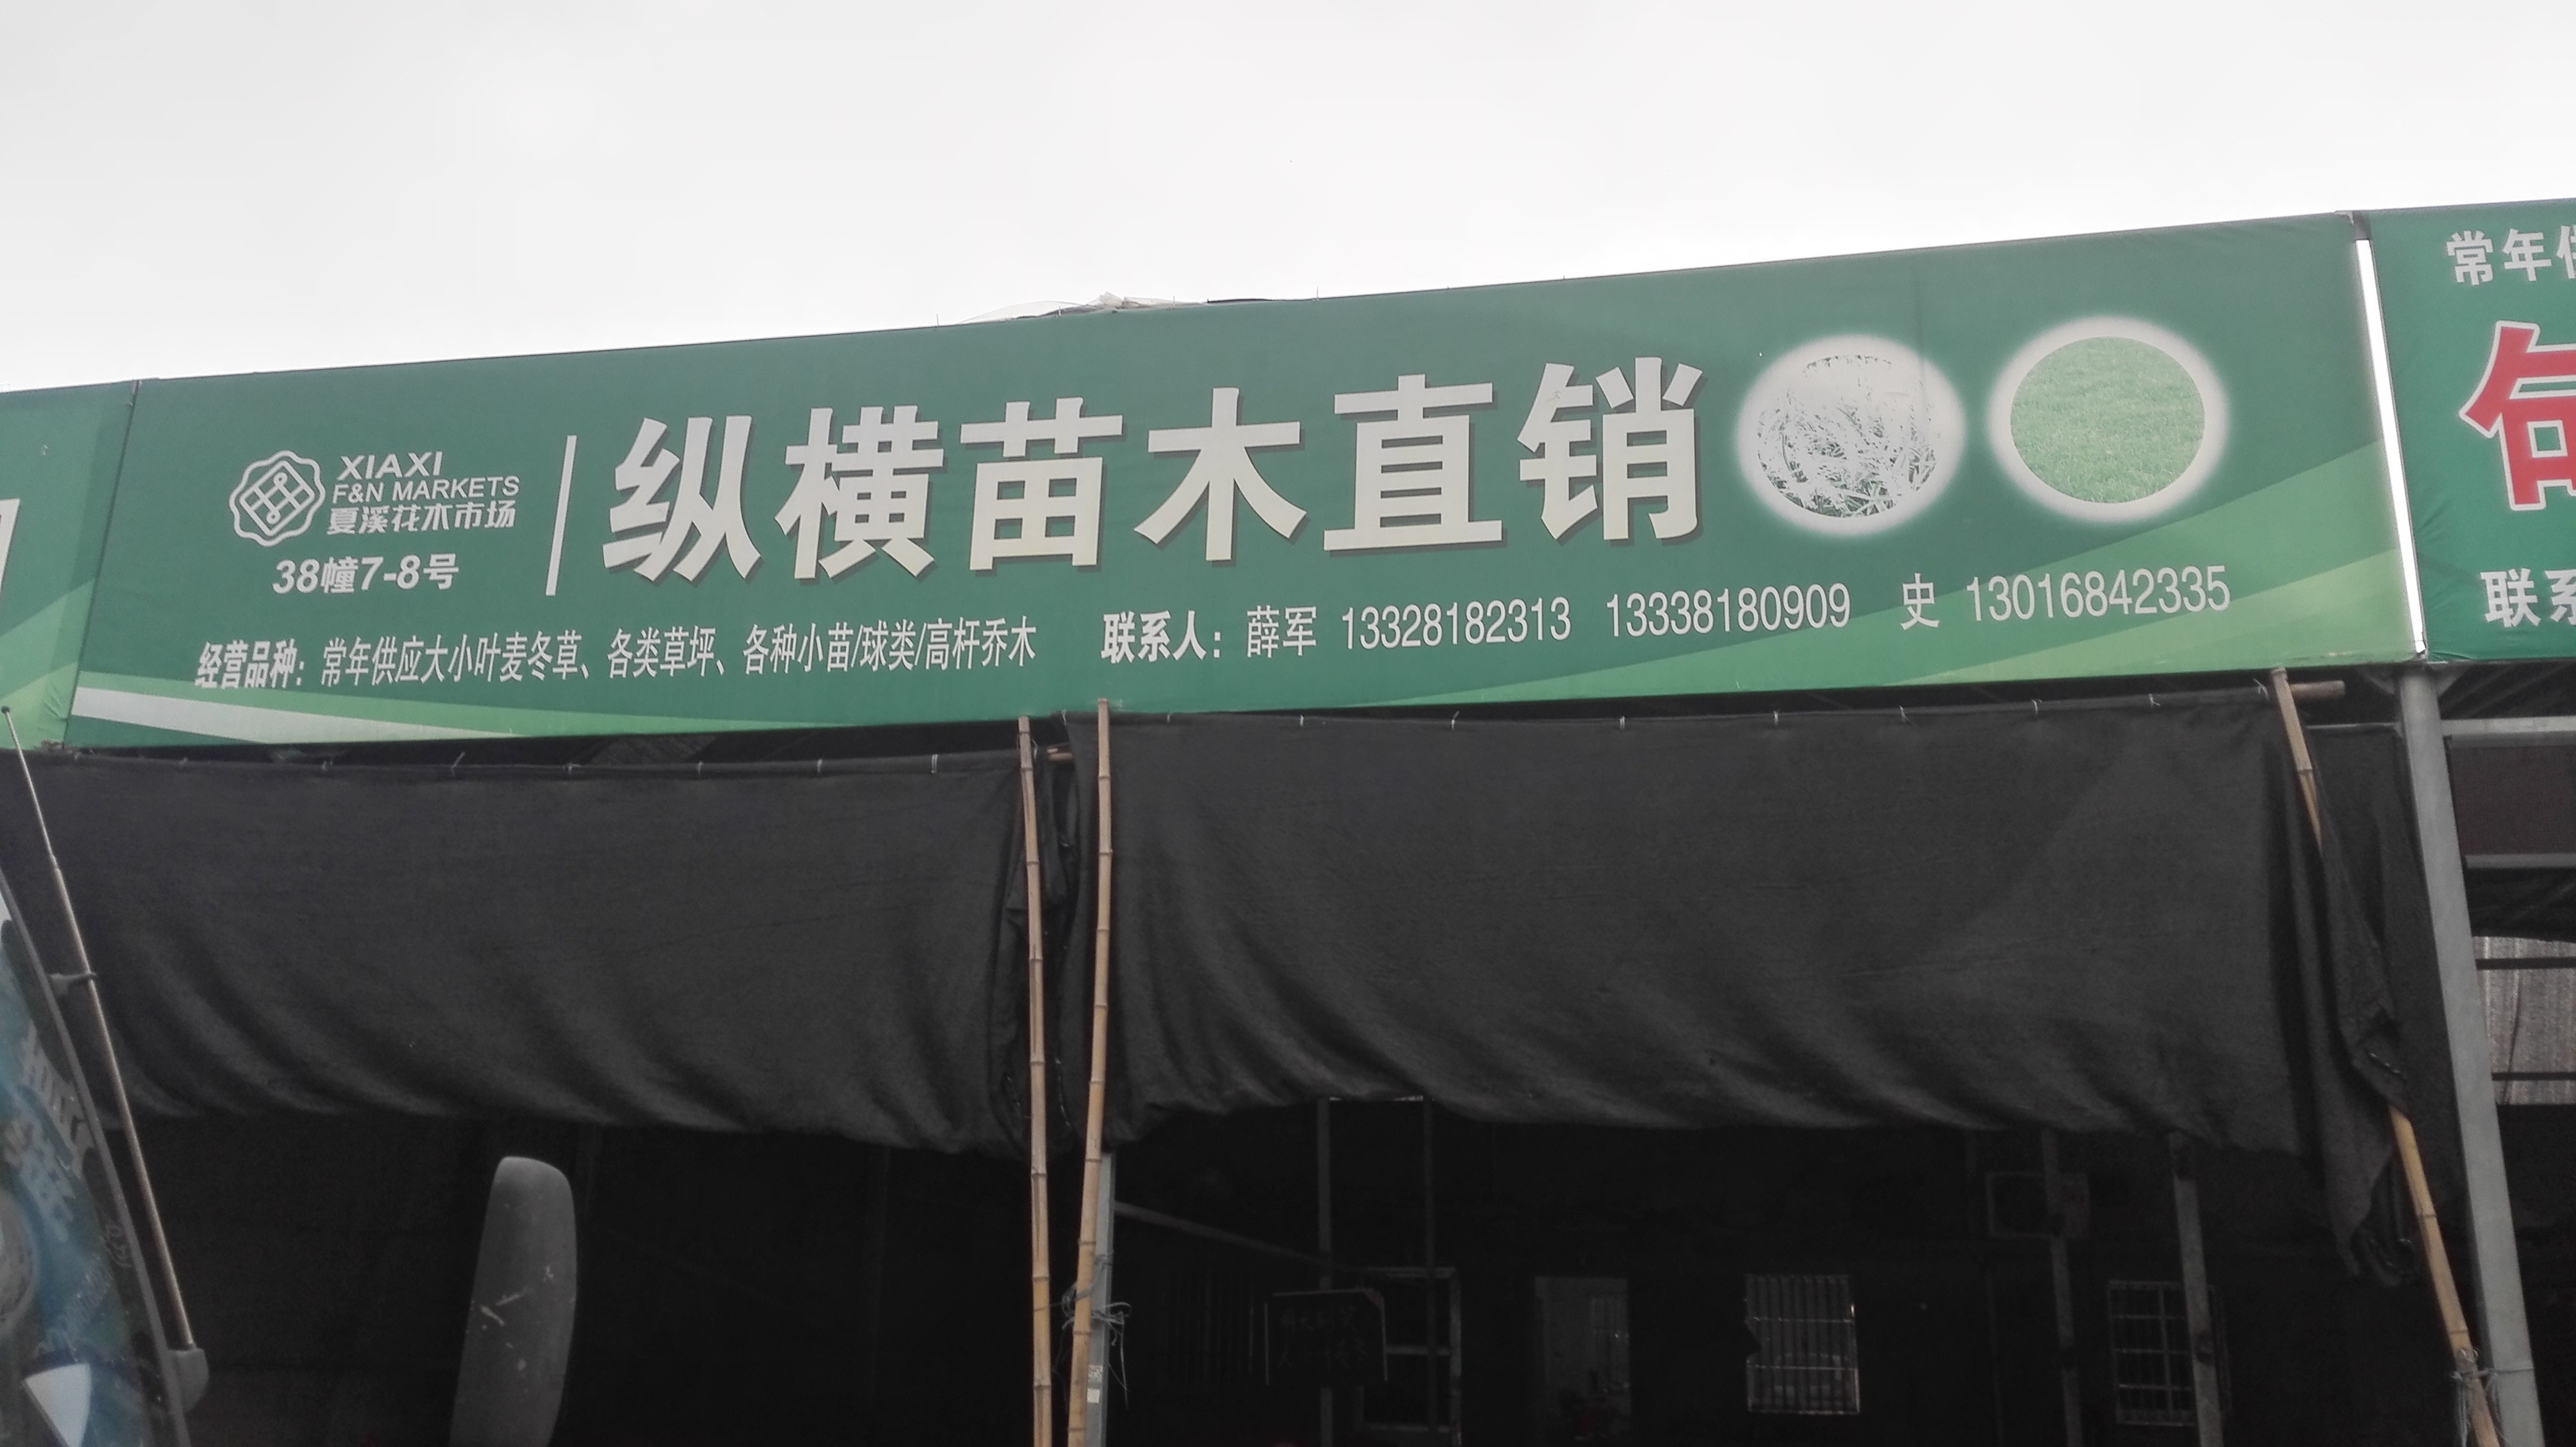 XIAXI
F&N MARKETS
夏溪花木市场
38幢7-8号
纵横苗木直销
经营品种：常年供应大小叶麦冬草、各类草坪、各种小苗/球类/高杆乔木
联系人：薛军 13328182313 13338180909 史 13016842335
常年供
句
联系